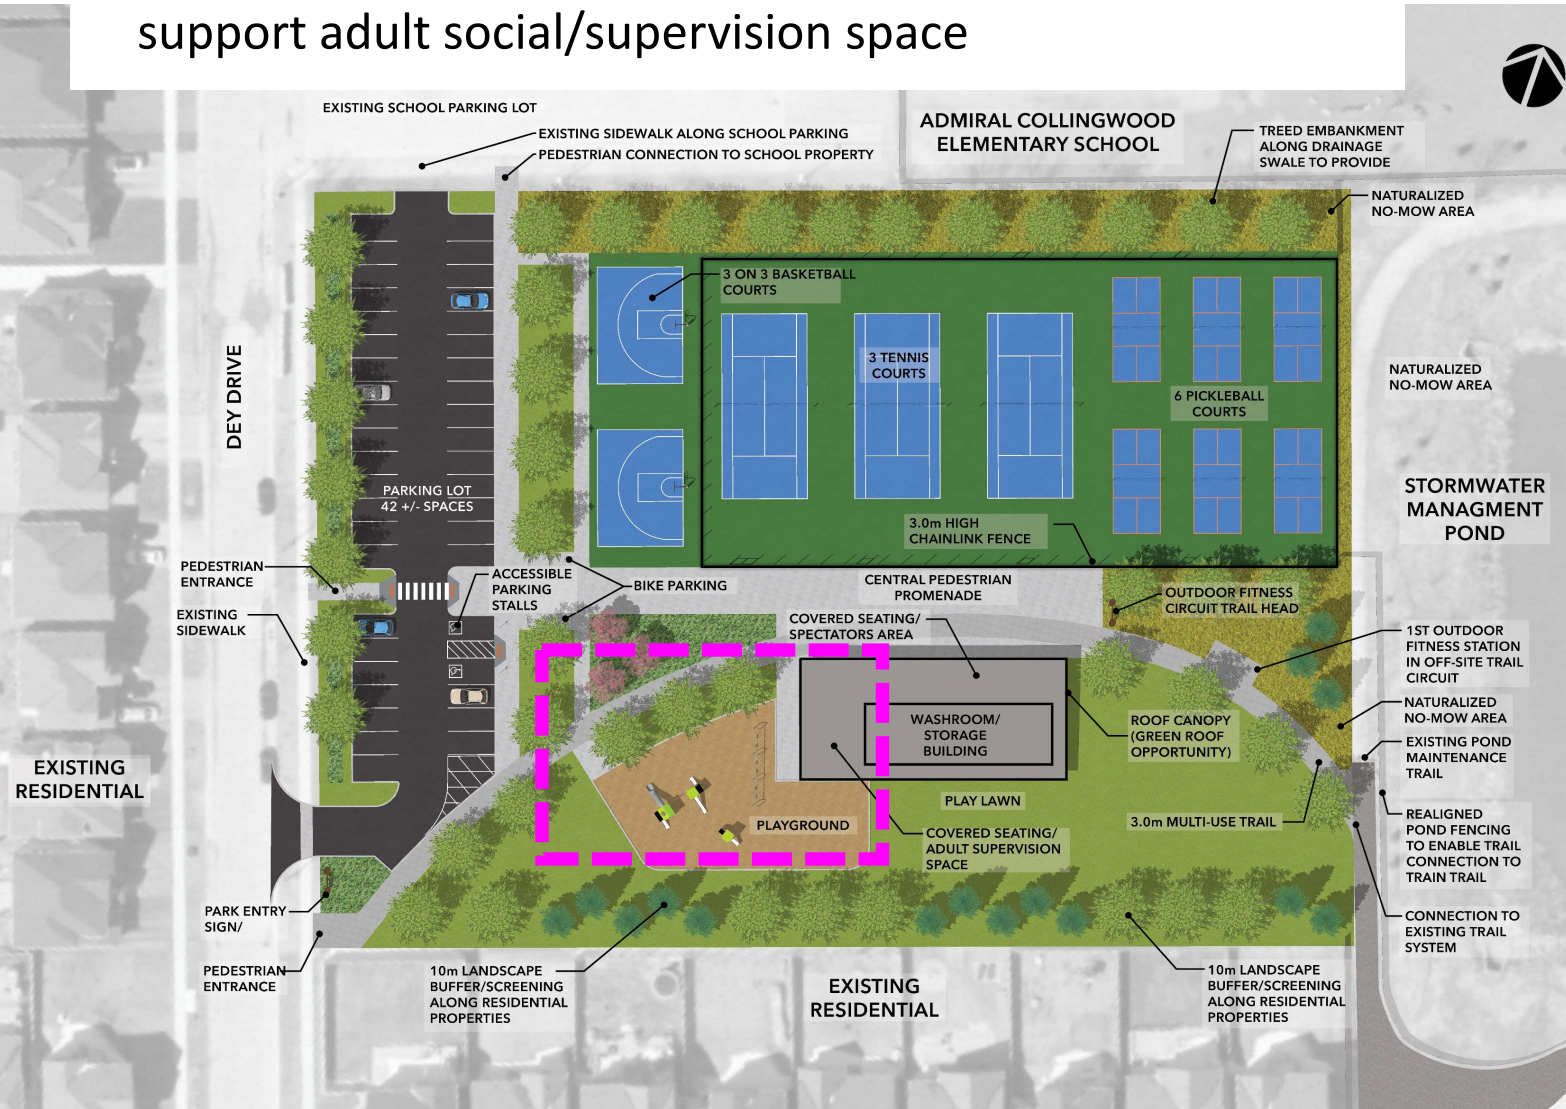 support adult social/supervision space
EXISTING SCHOOL PARKING LOT
EXISTING SIDEWALK ALONG SCHOOL PARKING
PEDESTRIAN CONNECTION TO SCHOOL PROPERTY
ADMIRAL COLLINGWOOD
ELEMENTARY SCHOOL
TREED EMBANKMENT
ALONG DRAINAGE
SWALE TO PROVIDE
NATURALIZED
NO-MOW AREA
3 ON 3 BASKETBALL
COURTS
3 TENNIS
COURTS
6 PICKLEBALL
COURTS
NATURALIZED
NO-MOW AREA
DEY DRIVE
PARKING LOT
42 +/- SPACES
STORMWATER
MANAGMENT
POND
3.0m HIGH
CHAINLINK FENCE
PEDESTRIAN
ENTRANCE
ACCESSIBLE
PARKING
STALLS
BIKE PARKING
CENTRAL PEDESTRIAN
PROMENADE
OUTDOOR FITNESS
CIRCUIT TRAIL HEAD
EXISTING
SIDEWALK
COVERED SEATING/
SPECTATORS AREA
1ST OUTDOOR
FITNESS STATION
IN OFF-SITE TRAIL
CIRCUIT
NATURALIZED
NO-MOW AREA
WASHROOM/
STORAGE
BUILDING
ROOF CANOPY
(GREEN ROOF
OPPORTUNITY)
EXISTING POND
MAINTENANCE
TRAIL
EXISTING
RESIDENTIAL
PLAY LAWN
PLAYGROUND
3.0m MULTI-USE TRAIL
COVERED SEATING/
ADULT SUPERVISION
SPACE
REALIGNED
POND FENCING
TO ENABLE TRAIL
CONNECTION TO
TRAIN TRAIL
PARK ENTRY
SIGN/
CONNECTION TO
EXISTING TRAIL
SYSTEM
PEDESTRIAN
ENTRANCE
10m LANDSCAPE
BUFFER/SCREENING
ALONG RESIDENTIAL
PROPERTIES
EXISTING
RESIDENTIAL
10m LANDSCAPE
BUFFER/SCREENING
ALONG RESIDENTIAL
PROPERTIES